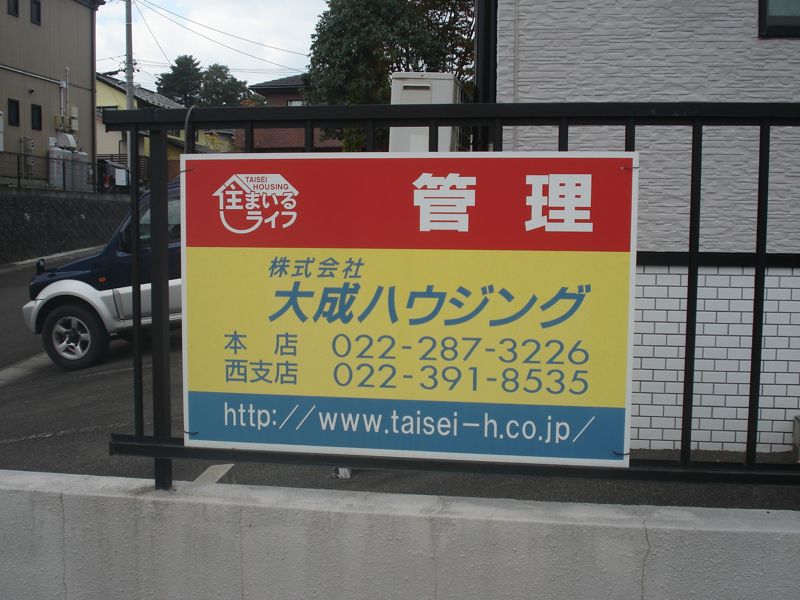 TAISEI
HOUSING
住まいる
ライフ
管理
株式会社
大成ハウジング
本店 022-287-3226
西支店 022-391-8535
http://www.taisei-h.co.jp/